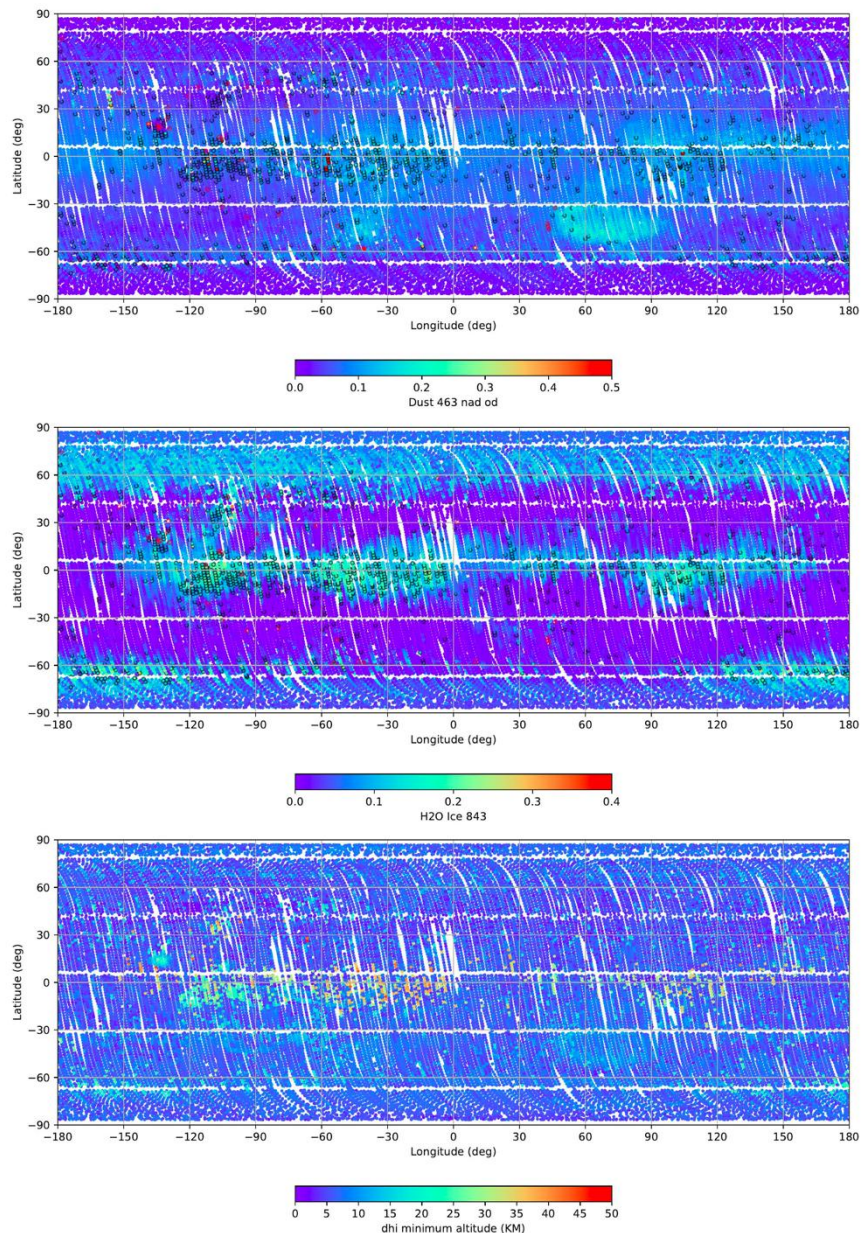 90
60
30
0
−30
−60
−90
Latitude (deg)
−180 −150 −120 −90 −60 −30 0 30 60 90 120 150 180
Longitude (deg)
0.0 0.1 0.2 0.3 0.4 0.5
Dust 463 nad od
90
60
30
0
−30
−60
−90
Latitude (deg)
−180 −150 −120 −90 −60 −30 0 30 60 90 120 150 180
Longitude (deg)
0.0 0.1 0.2 0.3 0.4
H2O Ice 843
90
60
30
0
−30
−60
−90
Latitude (deg)
−180 −150 −120 −90 −60 −30 0 30 60 90 120 150 180
Longitude (deg)
0 5 10 15 20 25 30 35 40 45 50
dhi minimum altitude (KM)